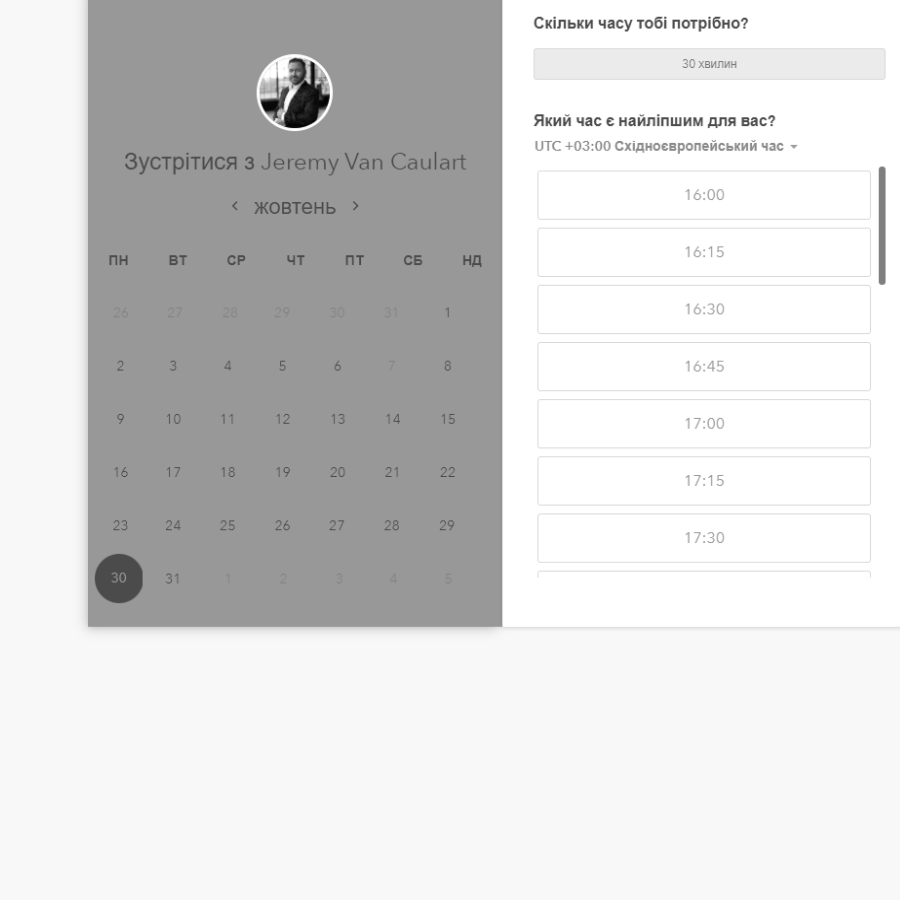 Зустрітися з Jeremy Van Caulart
жовтень
ПН ВТ СР ЧТ ПТ СБ НД
26 27 28 29 30 31 1
2 3 4 5 6 7 8
9 10 11 12 13 14 15
16 17 18 19 20 21 22
23 24 25 26 27 28 29
30 31 1 2 3 4 5
Скільки часу тобі потрібно?
30 хвилин
Який час є найліпшим для вас?
UTC +03:00 Східноєвропейський час
16:00
16:15
16:30
16:45
17:00
17:15
17:30